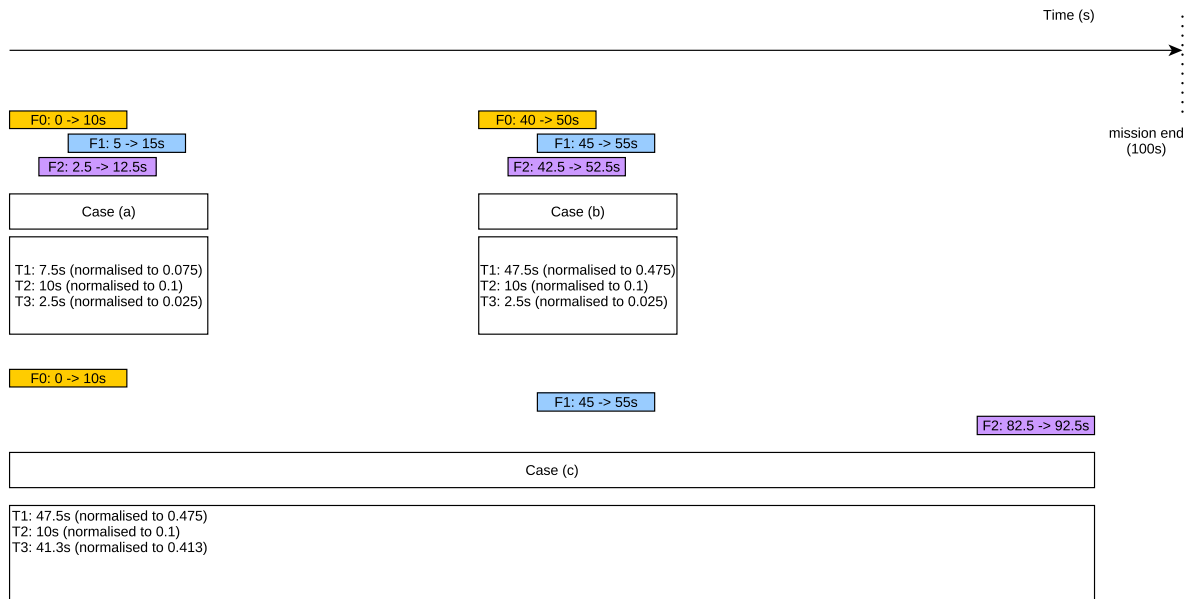 Time (s)
mission end
(100s)
F0: 0 -> 10s
F1: 5 -> 15s
F2: 2.5 -> 12.5s
Case (a)
T1: 7.5s (normalised to 0.075)
T2: 10s (normalised to 0.1)
T3: 2.5s (normalised to 0.025)
F0: 40 -> 50s
F1: 45 -> 55s
F2: 42.5 -> 52.5s
Case (b)
T1: 47.5s (normalised to 0.475)
T2: 10s (normalised to 0.1)
T3: 2.5s (normalised to 0.025)
F0: 0 -> 10s
F1: 45 -> 55s
F2: 82.5 -> 92.5s
Case (c)
T1: 47.5s (normalised to 0.475)
T2: 10s (normalised to 0.1)
T3: 41.3s (normalised to 0.413)